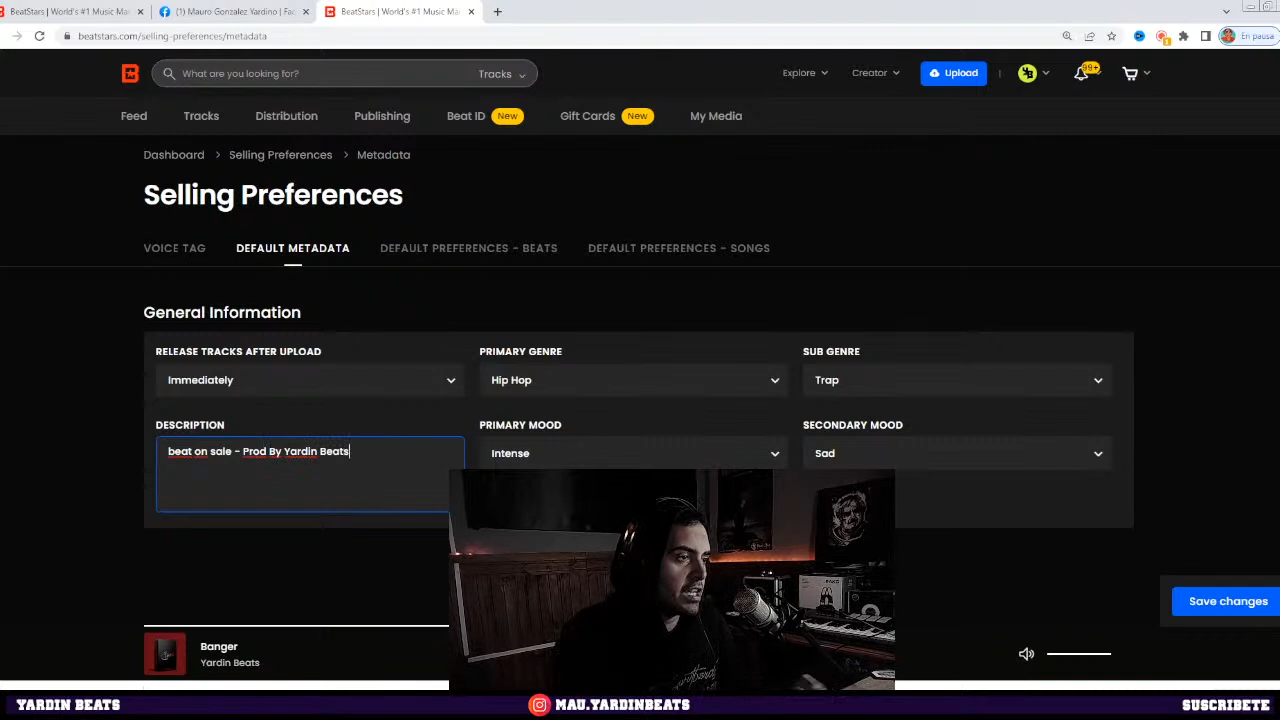 BeatStars | World's #1 Music Ma
(1) Mauro Gonzalez Yardino | Fac
BeatStars | World's #1 Music Ma
beatstars.com/selling-preferences/metadata
En pausa
What are you looking for?
Tracks
Explore
Creator
Upload
99+
Feed
Tracks
Distribution
Publishing
Beat ID
New
Gift Cards
New
My Media
Dashboard > Selling Preferences > Metadata
Selling Preferences
VOICE TAG
DEFAULT METADATA
DEFAULT PREFERENCES - BEATS
DEFAULT PREFERENCES - SONGS
General Information
RELEASE TRACKS AFTER UPLOAD
PRIMARY GENRE
SUB GENRE
Immediately
Hip Hop
Trap
DESCRIPTION
PRIMARY MOOD
SECONDARY MOOD
beat on sale - Prod By Yardin Beats
Intense
Sad
Save changes
Banger
Yardin Beats
YARDIN BEATS
MAU.YARDINBEATS
SUSCRIBETE